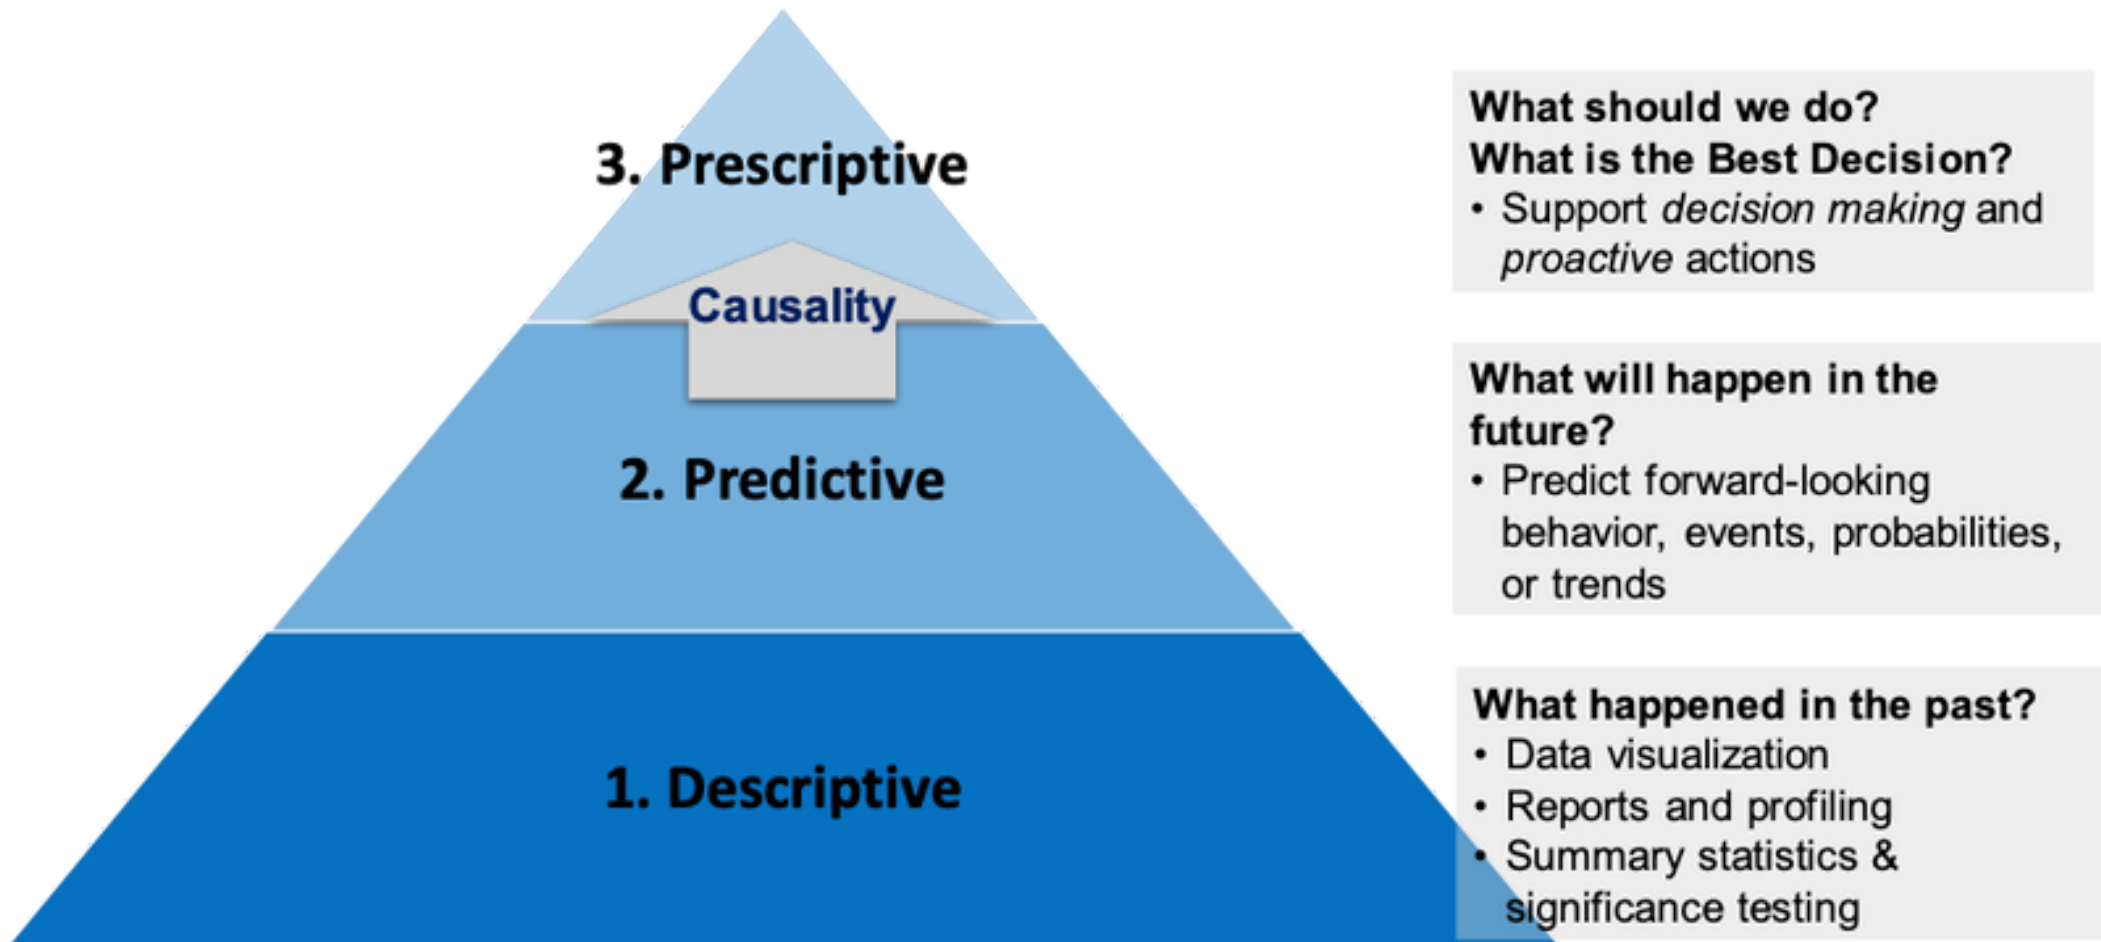 3. Prescriptive
Causality
2. Predictive
1. Descriptive
What should we do?
What is the Best Decision?
• Support decision making and
proactive actions
What will happen in the
future?
• Predict forward-looking
behavior, events, probabilities,
or trends
What happened in the past?
• Data visualization
• Reports and profiling
• Summary statistics &
significance testing